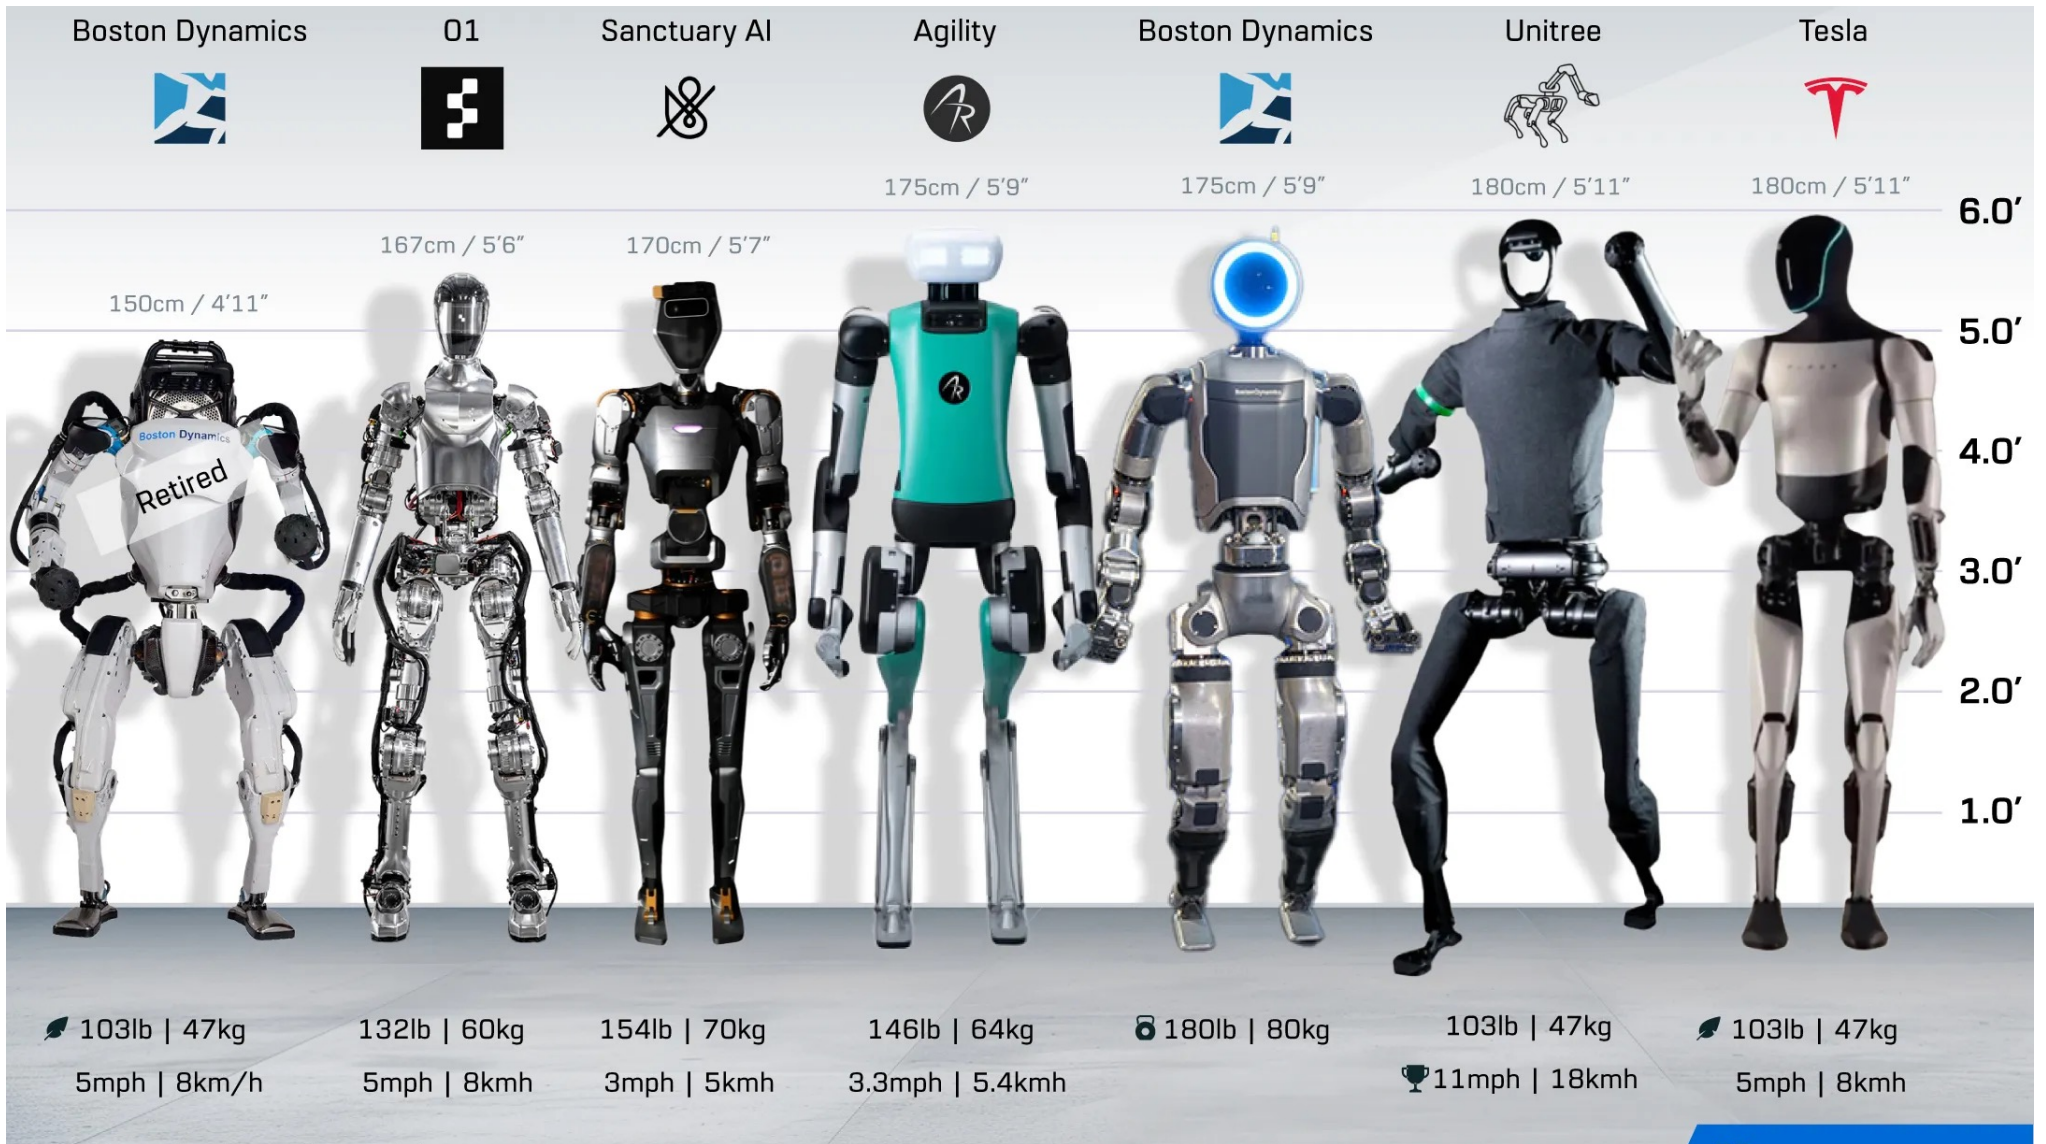 Boston Dynamics
01
Sanctuary AI
Agility
Boston Dynamics
Unitree
Tesla
175cm / 5'9"
175cm / 5'9"
180cm / 5'11"
180cm / 5'11"
6.0'
167cm / 5'6"
170cm / 5'7"
150cm / 4'11"
5.0'
Boston Dynamics
Retired
AR
BostonDynamics
4.0'
3.0'
2.0'
1.0'
103lb | 47kg
132lb | 60kg
154lb | 70kg
146lb | 64kg
180lb | 80kg
103lb | 47kg
103lb | 47kg
5mph | 8km/h
5mph | 8kmh
3mph | 5kmh
3.3mph | 5.4kmh
11mph | 18kmh
5mph | 8kmh